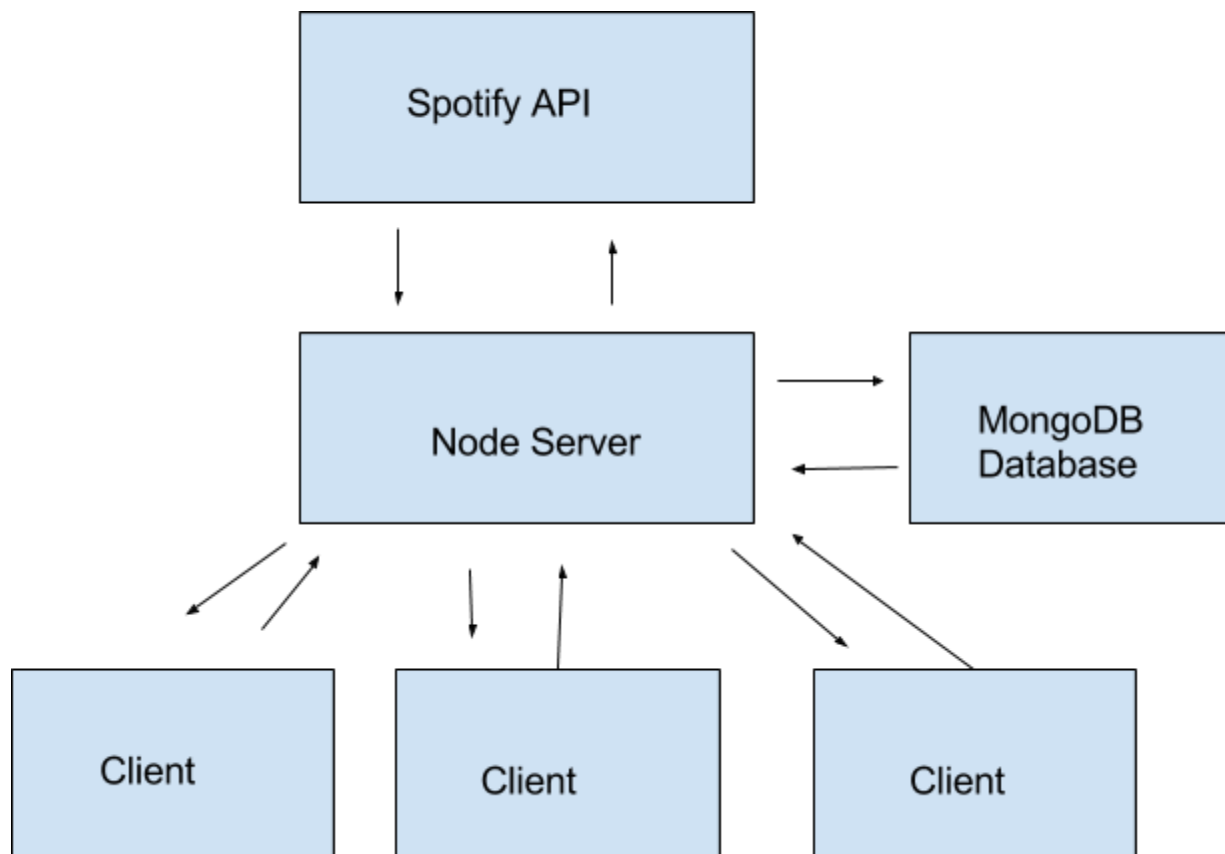 Spotify API
Node Server
MongoDB
Database
Client
Client
Client